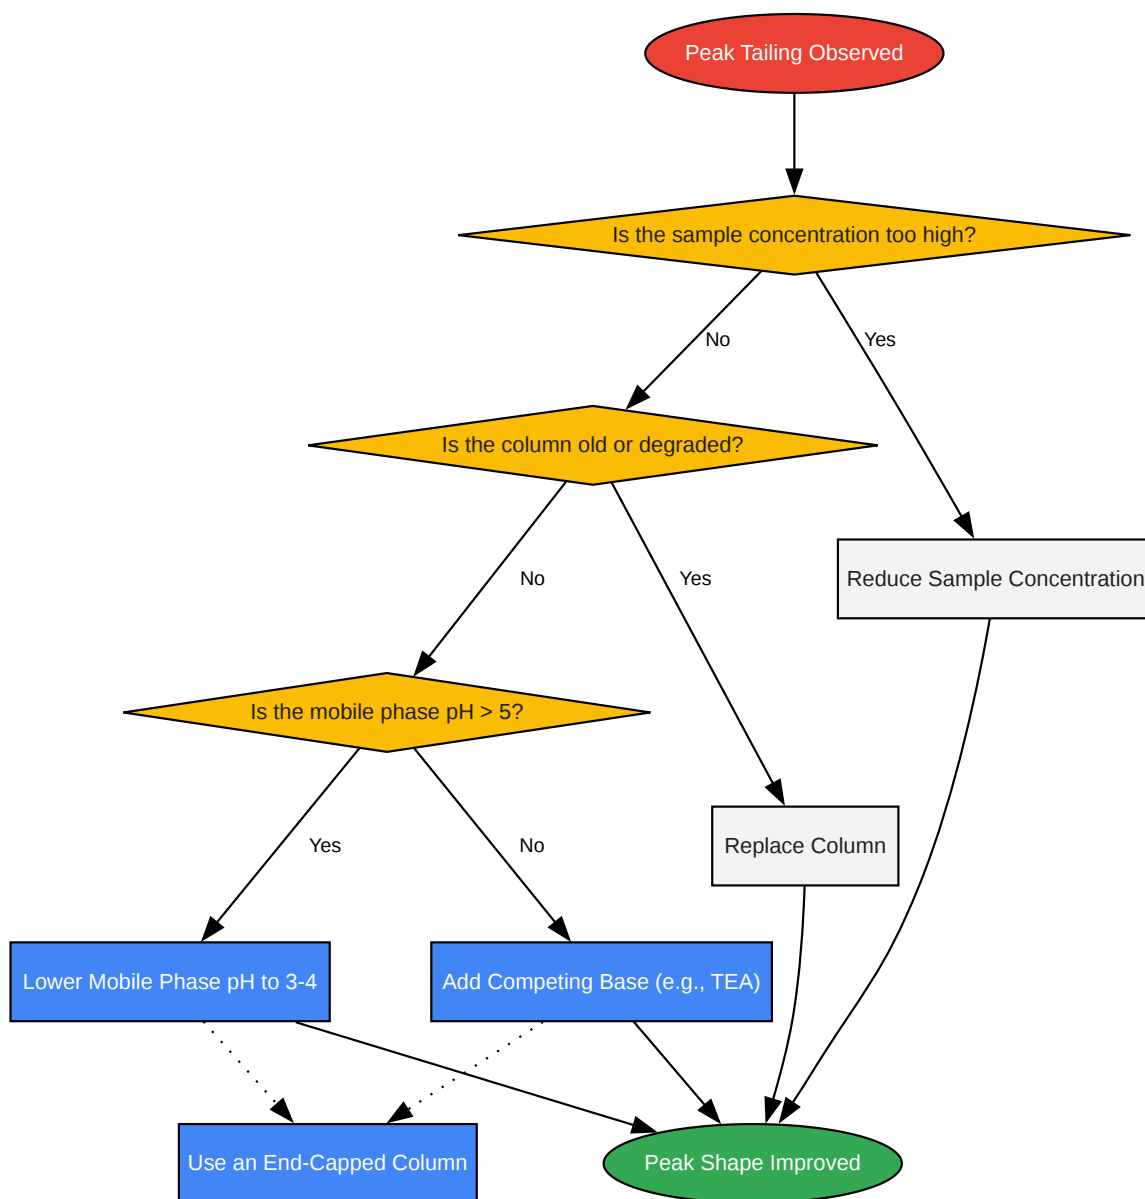 Peak Tailing Observed
Is the sample concentration too high?
No
Yes
Is the column old or degraded?
No
Yes
Reduce Sample Concentration
Is the mobile phase pH > 5?
Yes
No
Replace Column
Lower Mobile Phase pH to 3-4
Add Competing Base (e.g., TEA)
Use an End-Capped Column
Peak Shape Improved